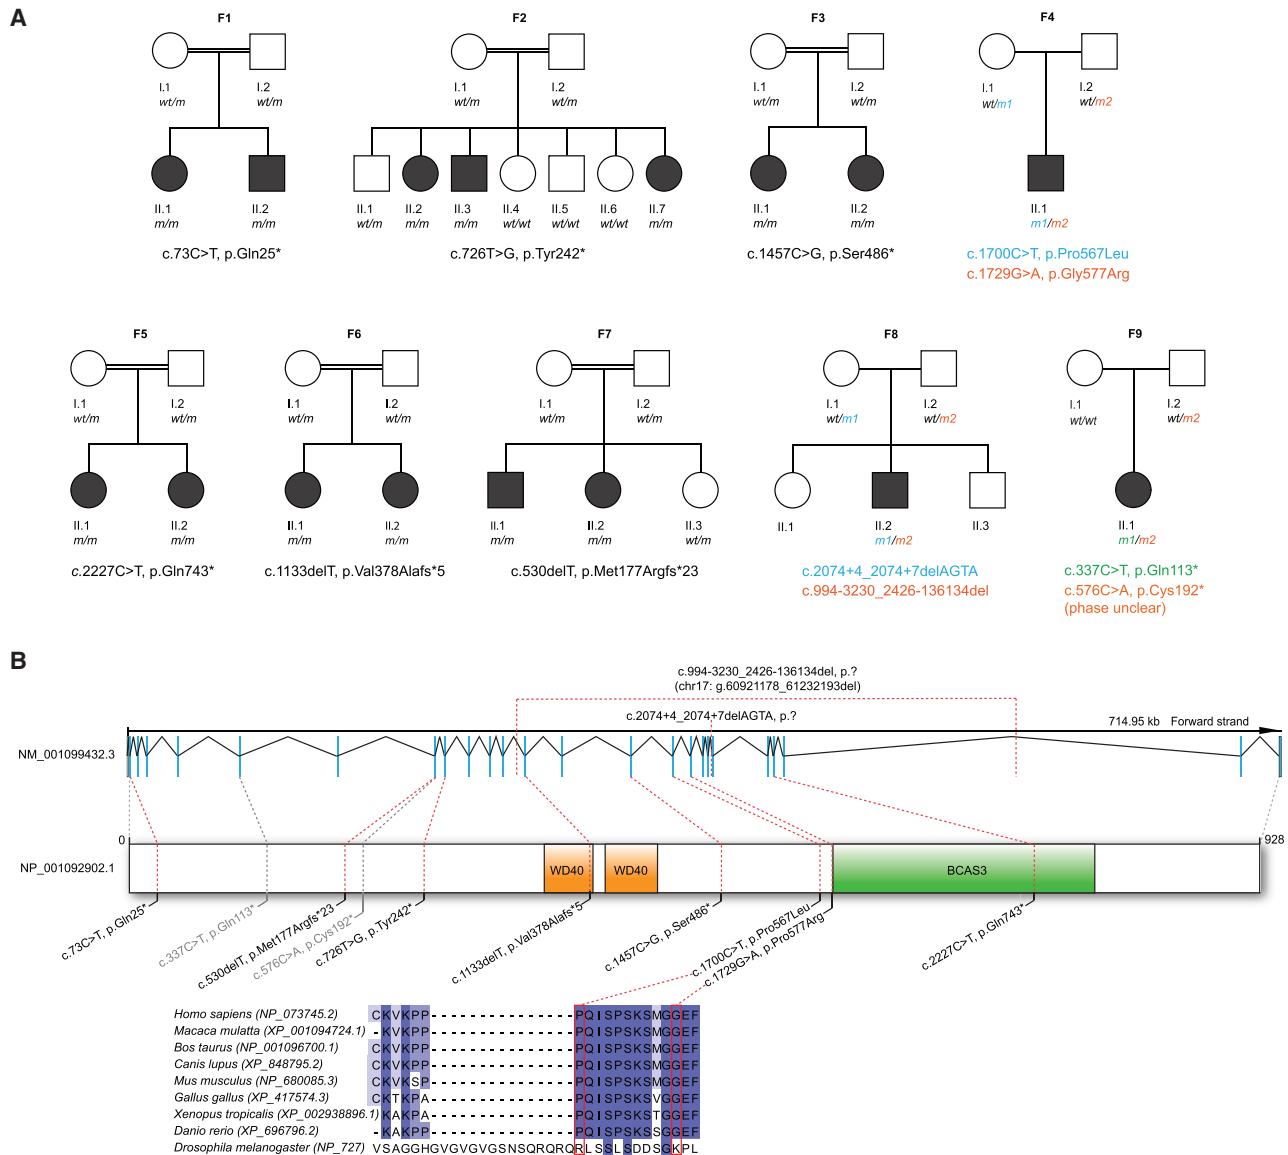 A
F1 F2 F3 F4
I.1 I.2 I.1 I.2 I.1 I.2 I.1 I.2
wt/m wt/m wt/m wt/m wt/m wt/m wt/m1 wt/m2
II.1 II.2 II.1 II.2 II.3 II.4 II.5 II.6 II.7 II.1 II.2 II.1
m/m m/m wt/m m/m m/m wt/wt wt/wt wt/wt m/m m/m m/m m1/m2
c.73C>T, p.Gln25* c.726T>G, p.Tyr242* c.1457C>G, p.Ser486* c.1700C>T, p.Pro567Leu
c.1729G>A, p.Gly577Arg
F5 F6 F7 F8 F9
I.1 I.2 I.1 I.2 I.1 I.2 I.1 I.2 I.1 I.2
wt/m wt/m wt/m wt/m wt/m wt/m wt/m1 wt/m2 wt/wt wt/m2
II.1 II.2 II.1 II.2 II.1 II.2 II.3 II.1 II.2 II.3 II.1
m/m m/m m/m m/m m/m m/m wt/m m1/m2 m1/m2
c.2227C>T, p.Gln743* c.1133delT, p.Val378Alafs*5 c.530delT, p.Met177Argfs*23 c.2074+4_2074+7delAGTA c.337C>T, p.Gln113*
c.994-3230_2426-136134del c.576C>A, p.Cys192*
(phase unclear)
B
c.994-3230_2426-136134del, p.?
(chr17: g.60921178_61232193del)
c.2074+4_2074+7delAGTA, p.?
714.95 kb Forward strand
NM_001099432.3
0 928
NP_001092902.1 WD40 WD40 BCAS3
c.73C>T, p.Gln25*
c.337C>T, p.Gln113*
c.530delT, p.Met177Argfs*23
c.576C>A, p.Cys192*
c.726T>G, p.Tyr242*
c.1133delT, p.Val378Alafs*5
c.1457C>G, p.Ser486*
c.1700C>T, p.Pro567Leu
c.1729G>A, p.Pro577Arg
c.2227C>T, p.Gln743*
Homo sapiens (NP_073745.2) CKVKPP---------------PQISPSKSMGGEF
Macaca mulatta (XP_001094724.1) -KVKPP---------------PQISPSKSMGGEF
Bos taurus (NP_001096700.1) CKVKPP---------------PQISPSKSMGGEF
Canis lupus (XP_848795.2) CKVKPP---------------PQISPSKSMGGEF
Mus musculus (NP_680085.3) CKVKSP---------------PQISPSKSMGGEF
Gallus gallus (XP_417574.3) CKTKPA---------------PQISPSKSVGGEF
Xenopus tropicalis (XP_002938896.1) -KAKPA---------------PQISPSKSTGGEF
Danio rerio (XP_696796.2) -KAKPP---------------PQISPSKSSGGEF
Drosophila melanogaster (NP_727) VSAGGHGVGVGVGSNSQRQRQRLSSLSDDSGKPL